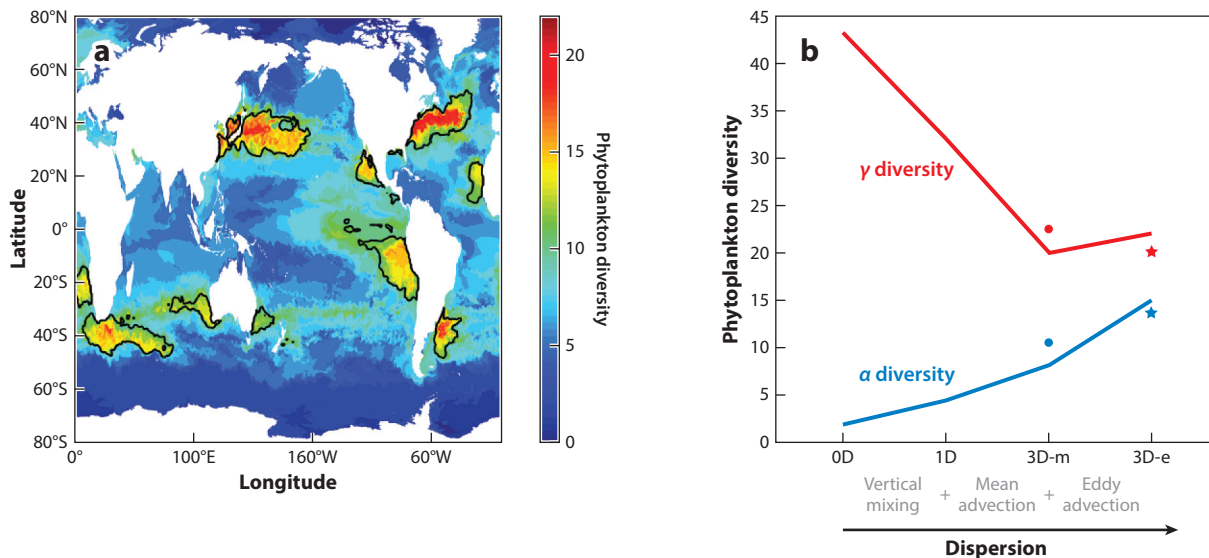 a
80°N
60°N
40°N
20°N
0°
20°S
40°S
60°S
80°S
Latitude
0°
100°E
160°W
60°W
Longitude
20
15
10
5
0
Phytoplankton diversity
b
45
40
35
30
25
20
15
10
5
0
Phytoplankton diversity
γ diversity
α diversity
0D
1D
3D-m
3D-e
Vertical mixing + Mean advection + Eddy advection
Dispersion